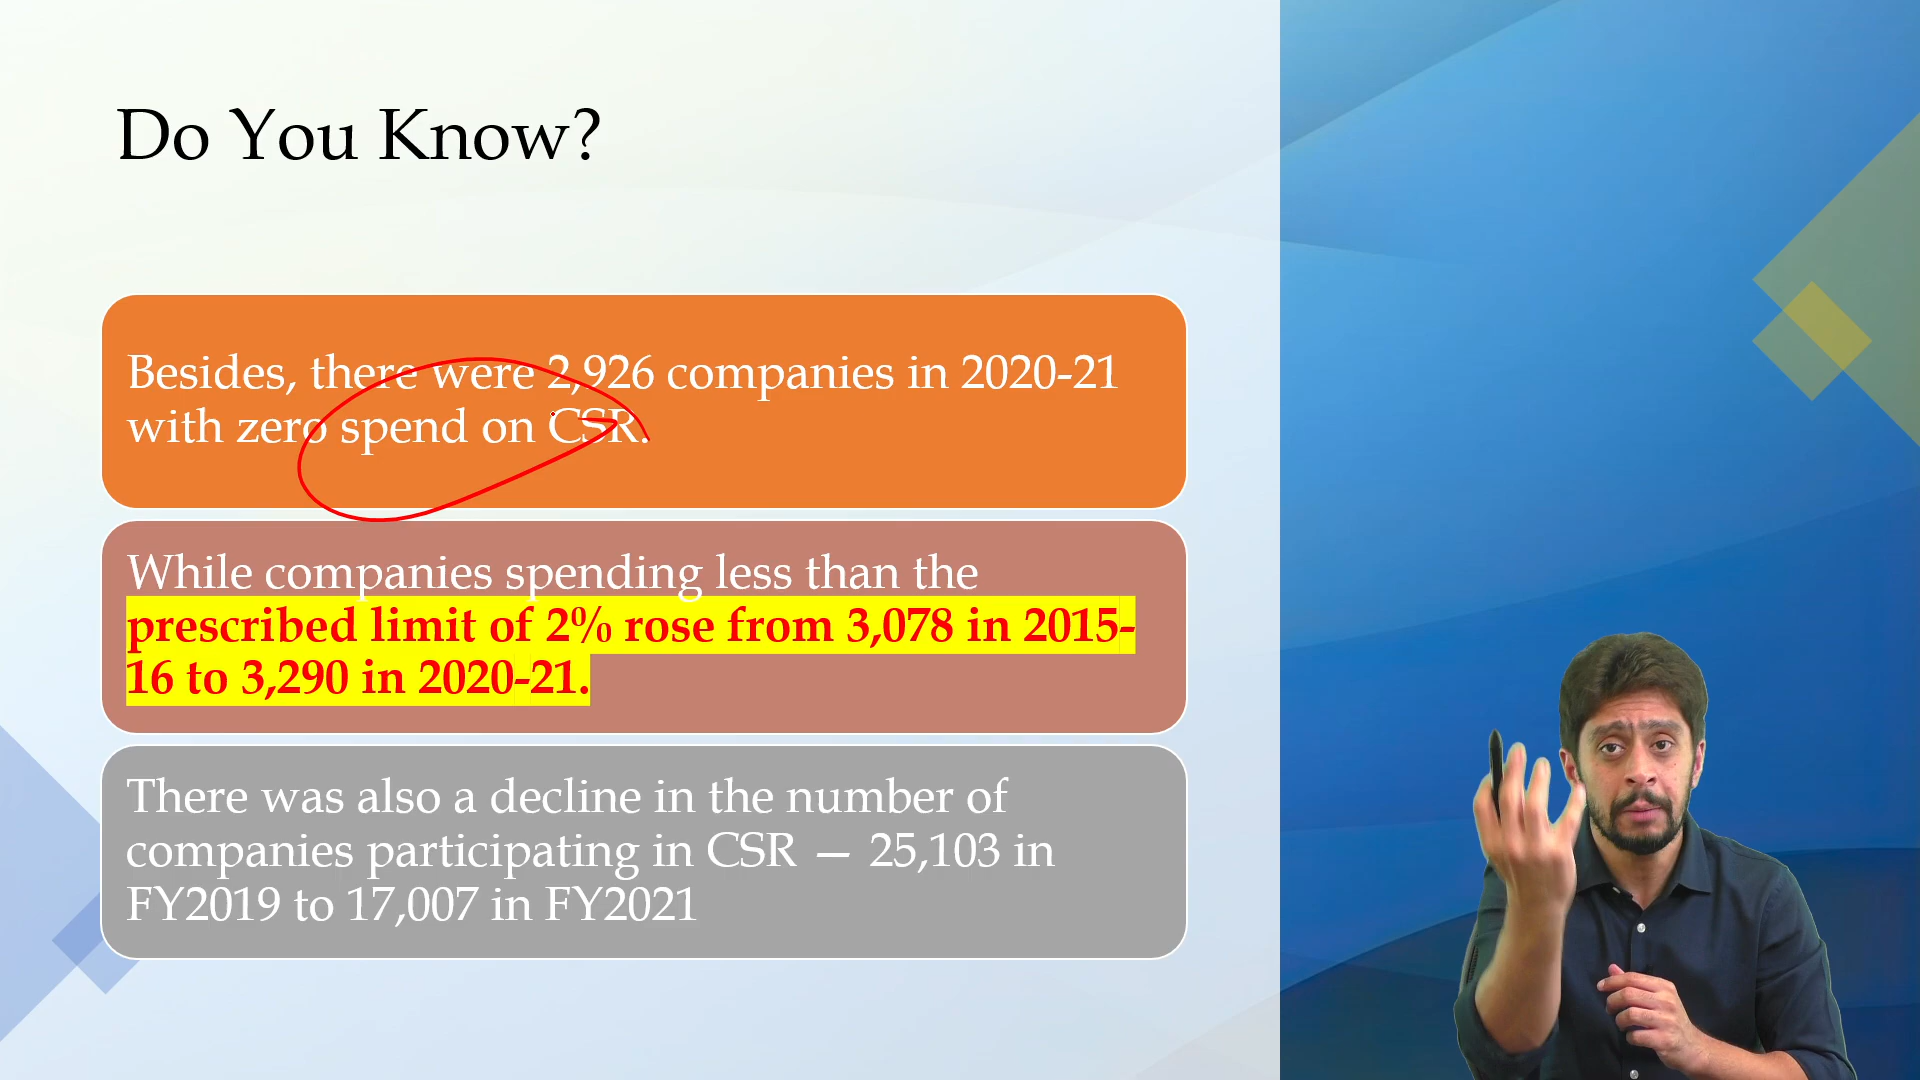 Do You Know?
Besides, there were 2,926 companies in 2020-21
with zero spend on CSR.
While companies spending less than the
prescribed limit of 2% rose from 3,078 in 2015-
16 to 3,290 in 2020-21.
There was also a decline in the number of
companies participating in CSR — 25,103 in
FY2019 to 17,007 in FY2021